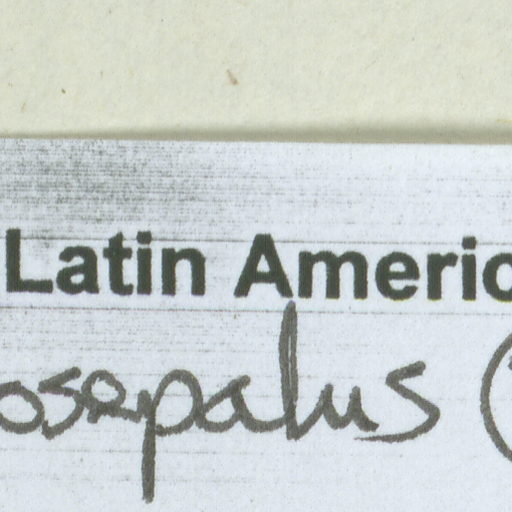 Latin Americ
osepalus (